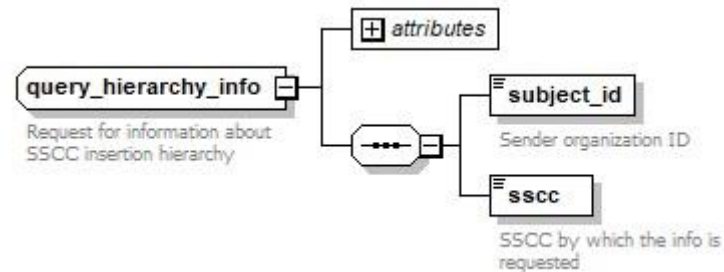 attributes
query_hierarchy_info
Request for information about
SSCC insertion hierarchy
subject_id
Sender organization ID
sscc
SSCC by which the info is
requested